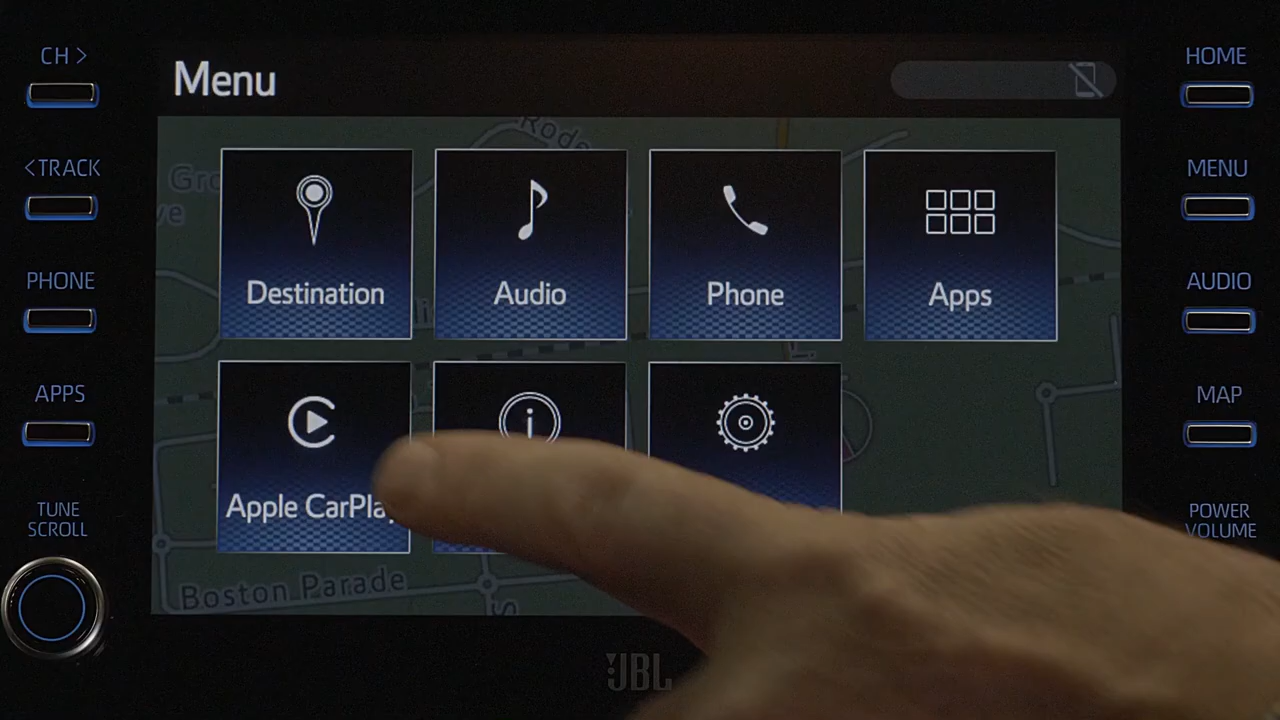 CH >
HOME
Menu
< TRACK
MENU
Destination
Audio
Phone
Apps
PHONE
AUDIO
APPS
MAP
Apple CarPla
TUNE
SCROLL
POWER
VOLUME
Boston Parade
JBL